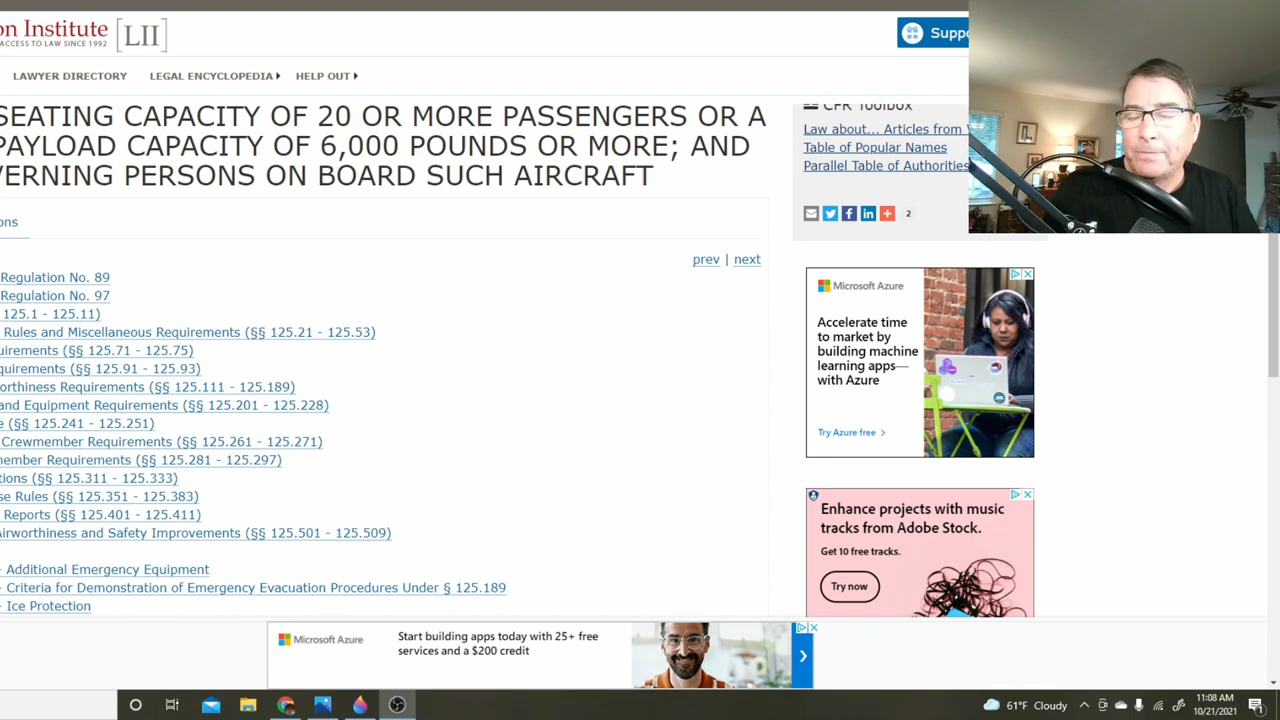 on Institute [LII]
ACCESS TO LAW SINCE 1992
Suppo
LAWYER DIRECTORY LEGAL ENCYCLOPEDIA HELP OUT
SEATING CAPACITY OF 20 OR MORE PASSENGERS OR A
PAYLOAD CAPACITY OF 6,000 POUNDS OR MORE; AND
VERNING PERSONS ON BOARD SUCH AIRCRAFT
CFR Toolbox
Law about... Articles from
Table of Popular Names
Parallel Table of Authorities
2
ons
prev | next
Regulation No. 89
Regulation No. 97
125.1 - 125.11)
Rules and Miscellaneous Requirements (§§ 125.21 - 125.53)
uirements (§§ 125.71 - 125.75)
quirements (§§ 125.91 - 125.93)
orthiness Requirements (§§ 125.111 - 125.189)
and Equipment Requirements (§§ 125.201 - 125.228)
e (§§ 125.241 - 125.251)
Crewmember Requirements (§§ 125.261 - 125.271)
ember Requirements (§§ 125.281 - 125.297)
tions (§§ 125.311 - 125.333)
se Rules (§§ 125.351 - 125.383)
Reports (§§ 125.401 - 125.411)
Airworthiness and Safety Improvements (§§ 125.501 - 125.509)
- Additional Emergency Equipment
- Criteria for Demonstration of Emergency Evacuation Procedures Under § 125.189
- Ice Protection
Microsoft Azure
Accelerate time
to market by
building machine
learning apps—
with Azure
Try Azure free >
Enhance projects with music
tracks from Adobe Stock.
Get 10 free tracks.
Try now
Microsoft Azure
Start building apps today with 25+ free
services and a $200 credit
61°F Cloudy
11:08 AM
10/21/2021
1